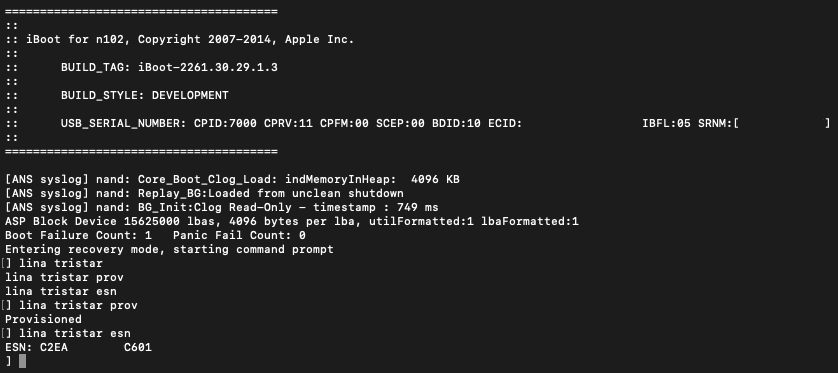 =======================================
::
:: iBoot for n102, Copyright 2007-2014, Apple Inc.
::
::      BUILD_TAG: iBoot-2261.30.29.1.3
::
::      BUILD_STYLE: DEVELOPMENT
::
::      USB_SERIAL_NUMBER: CPID:7000 CPRV:11 CPFM:00 SCEP:00 BDID:10 ECID:                 IBFL:05 SRNM:[            ]
::
=======================================
[ANS syslog] nand: Core_Boot_Clog_Load: indMemoryInHeap:  4096 KB
[ANS syslog] nand: Replay_BG:Loaded from unclean shutdown
[ANS syslog] nand: BG_Init:Clog Read-Only - timestamp : 749 ms
ASP Block Device 15625000 lbas, 4096 bytes per lba, utilFormatted:1 lbaFormatted:1
Boot Failure Count: 1   Panic Fail Count: 0
Entering recovery mode, starting command prompt
[] lina tristar
lina tristar prov
lina tristar esn
[] lina tristar prov
Provisioned
[] lina tristar esn
ESN: C2EA        C601
]